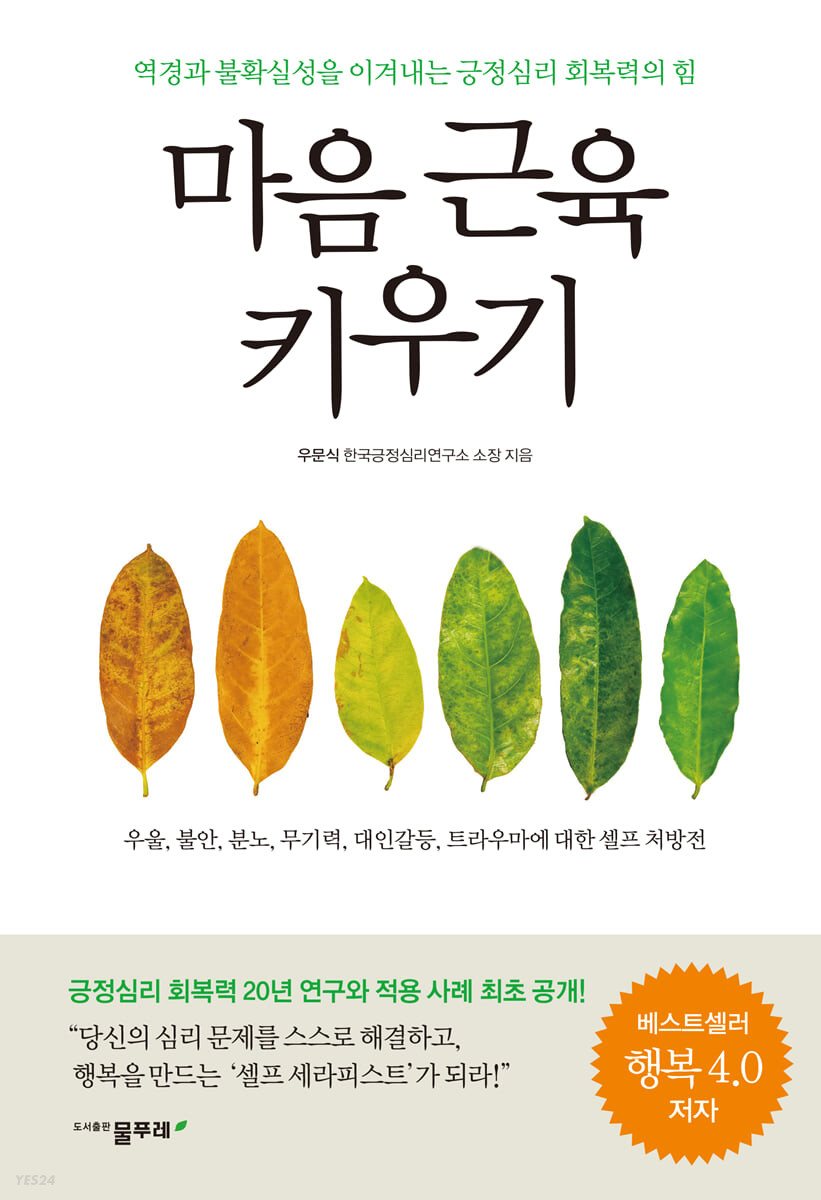 역경과 불확실성을 이겨내는 긍정심리 회복력의 힘
마음 근육
키우기
우문식 한국긍정심리연구소 소장 지음
우울, 불안, 분노, 무기력, 대인갈등, 트라우마에 대한 셀프 처방전
긍정심리 회복력 20년 연구와 적용 사례 최초 공개!
“당신의 심리 문제를 스스로 해결하고,
행복을 만드는 ‘셀프 세라피스트’가 되라!”
도서출판 물푸레
베스트셀러
행복 4.0
저자
YES24